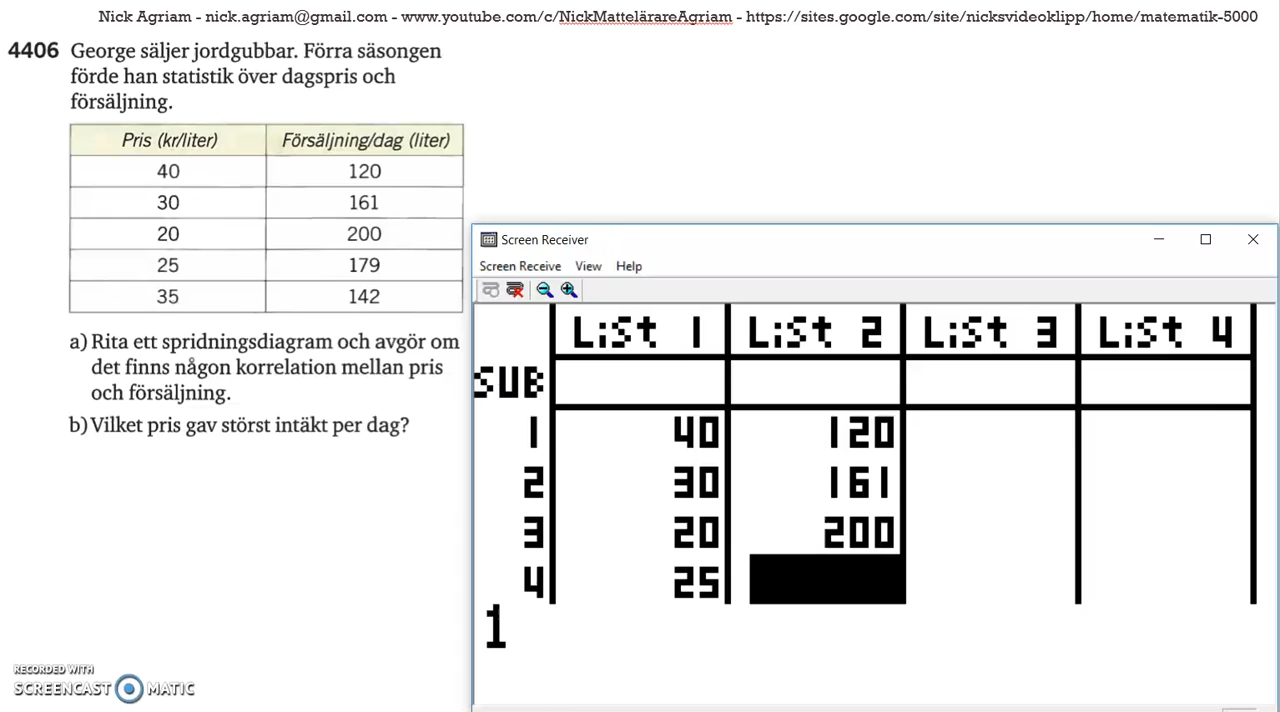 Nick Agriam - nick.agriam@gmail.com - www.youtube.com/c/NickMattelärareAgriam - https://sites.google.com/site/nicksvideoklipp/home/matematik-5000
4406 George säljer jordgubbar. Förra säsongen
förde han statistik över dagspris och
försäljning.
Pris (kr/liter) Försäljning/dag (liter)
40 120
30 161
20 200
25 179
35 142
a) Rita ett spridningsdiagram och avgör om
det finns någon korrelation mellan pris
och försäljning.
b) Vilket pris gav störst intäkt per dag?
Screen Receiver
Screen Receive View Help
List 1 List 2 List 3 List 4
SUB
1 40 120
2 30 161
3 20 200
4 25
1
RECORDED WITH
SCREENCAST MATIC